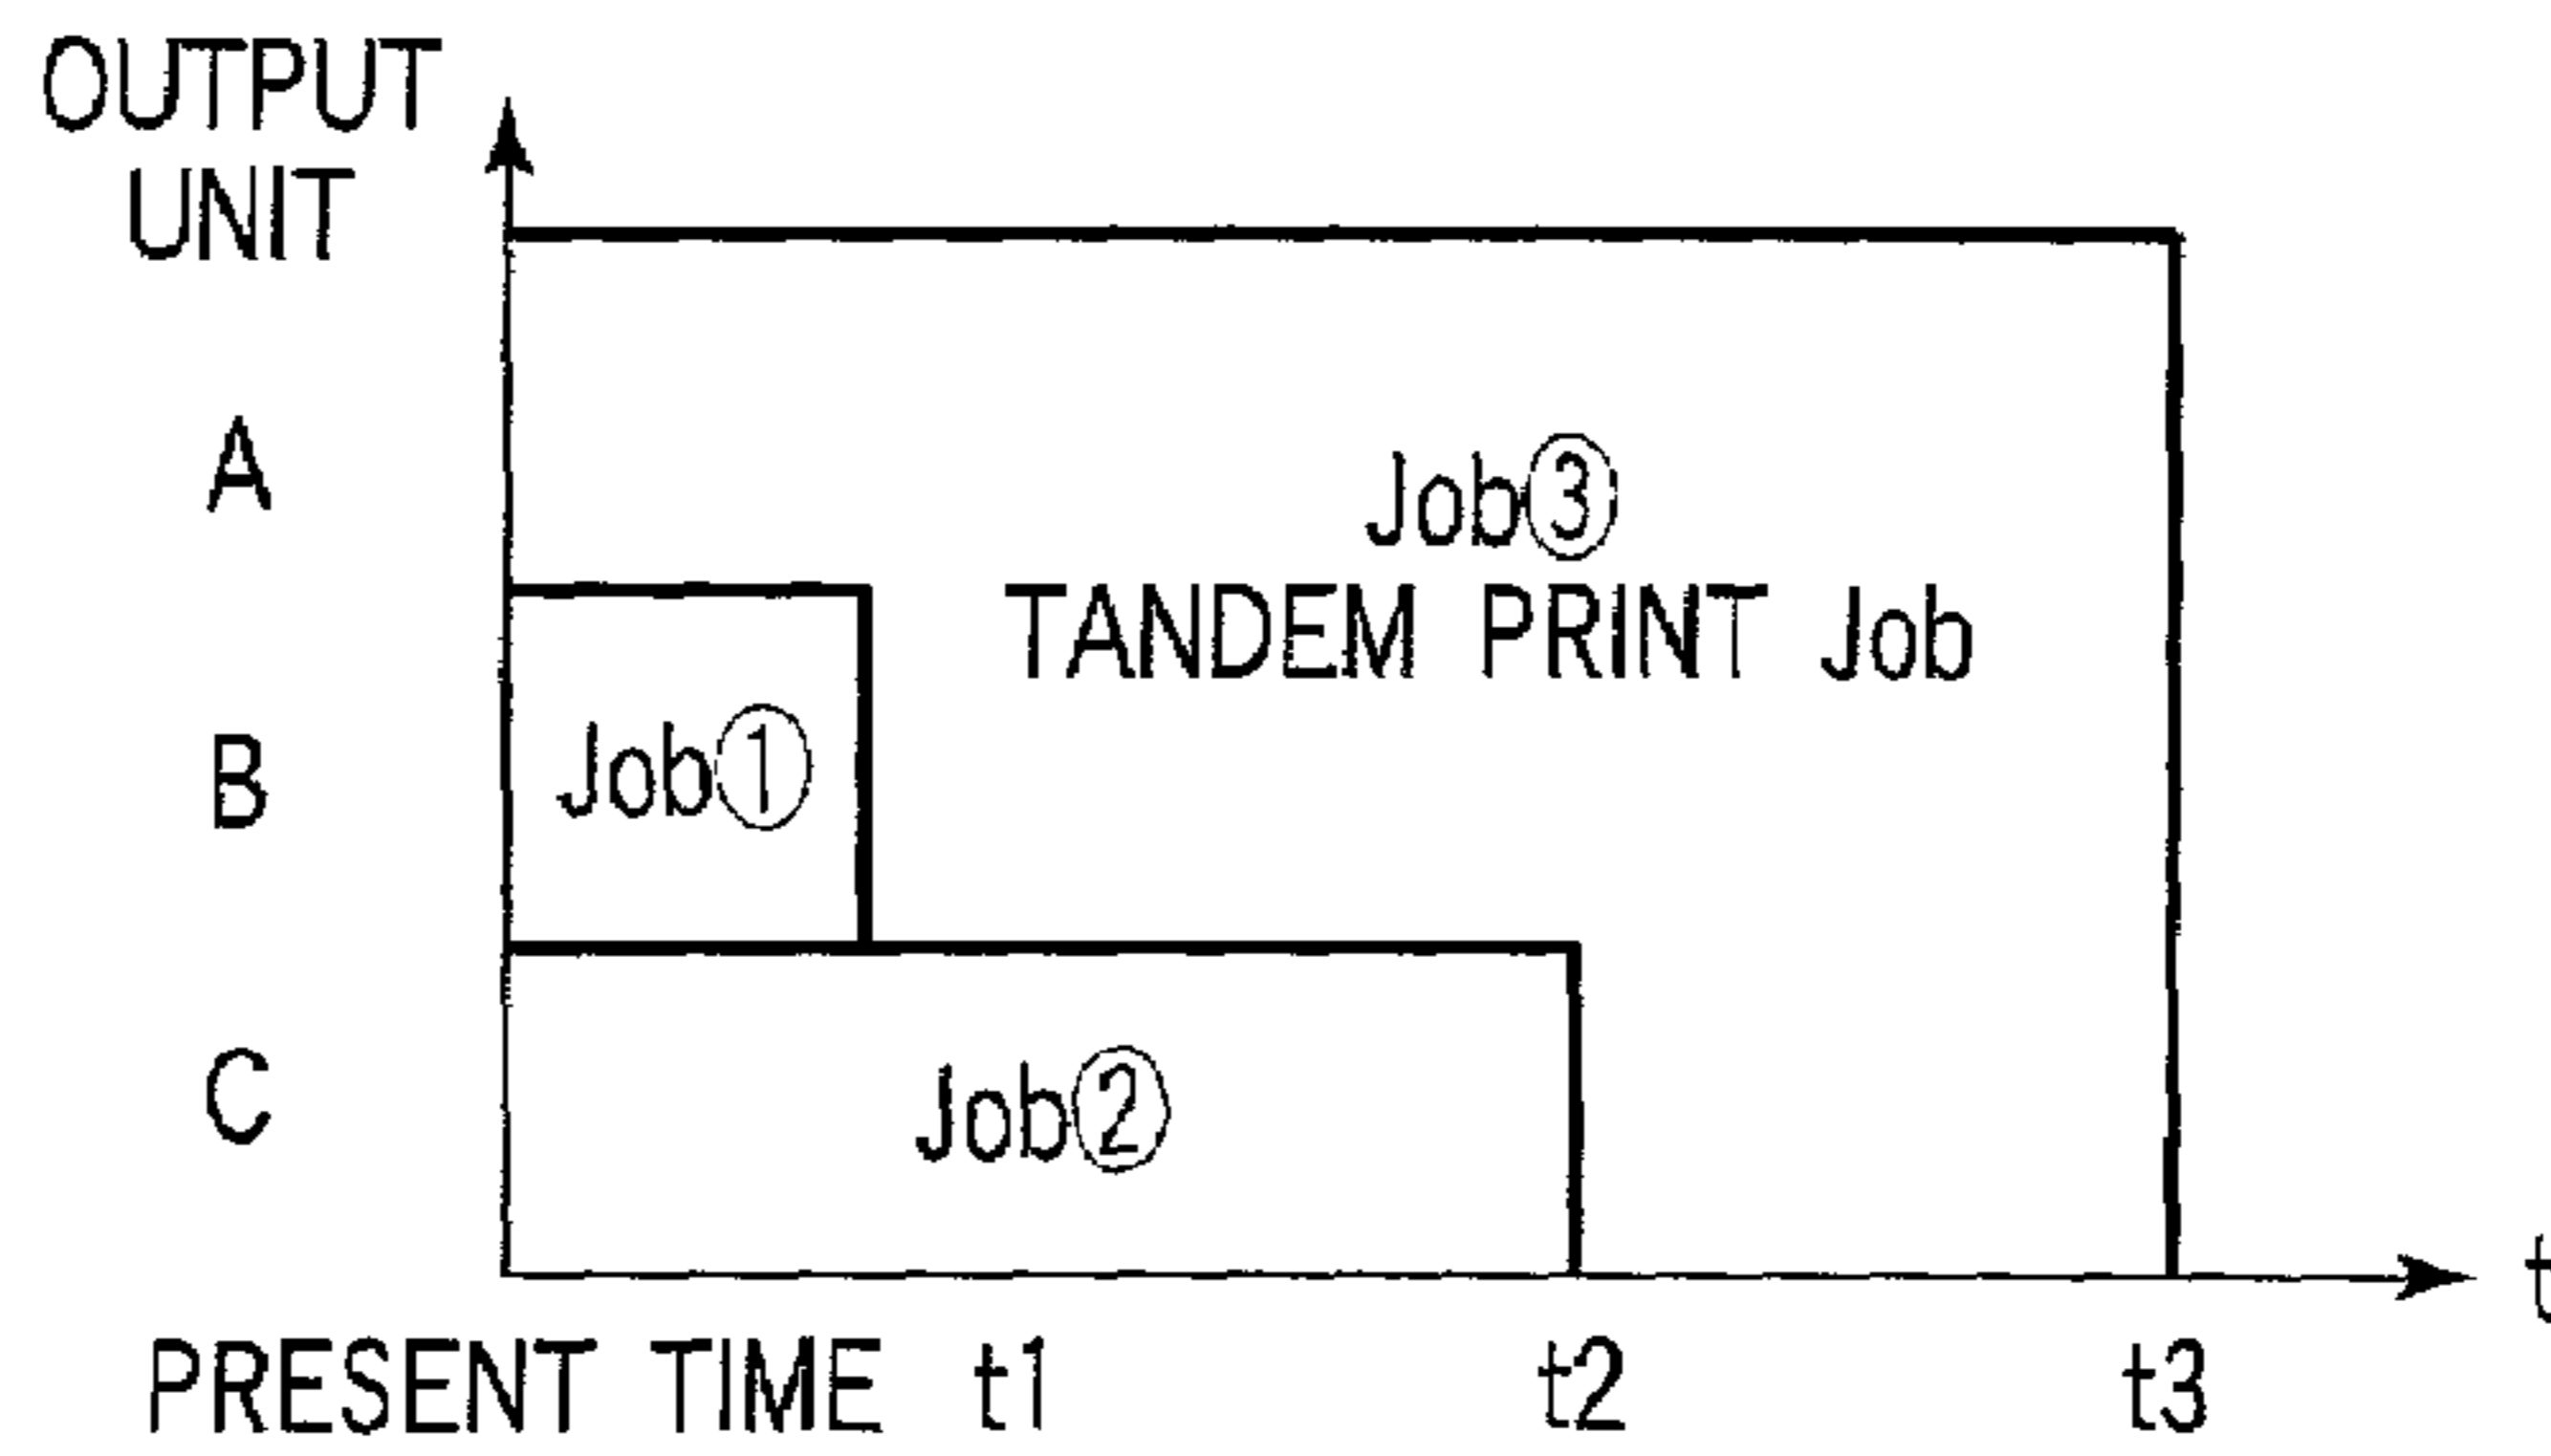 OUTPUT
UNIT
A
Job③
TANDEM PRINT Job
B
Job①
C
Job②
t
PRESENT TIME t1 t2 t3